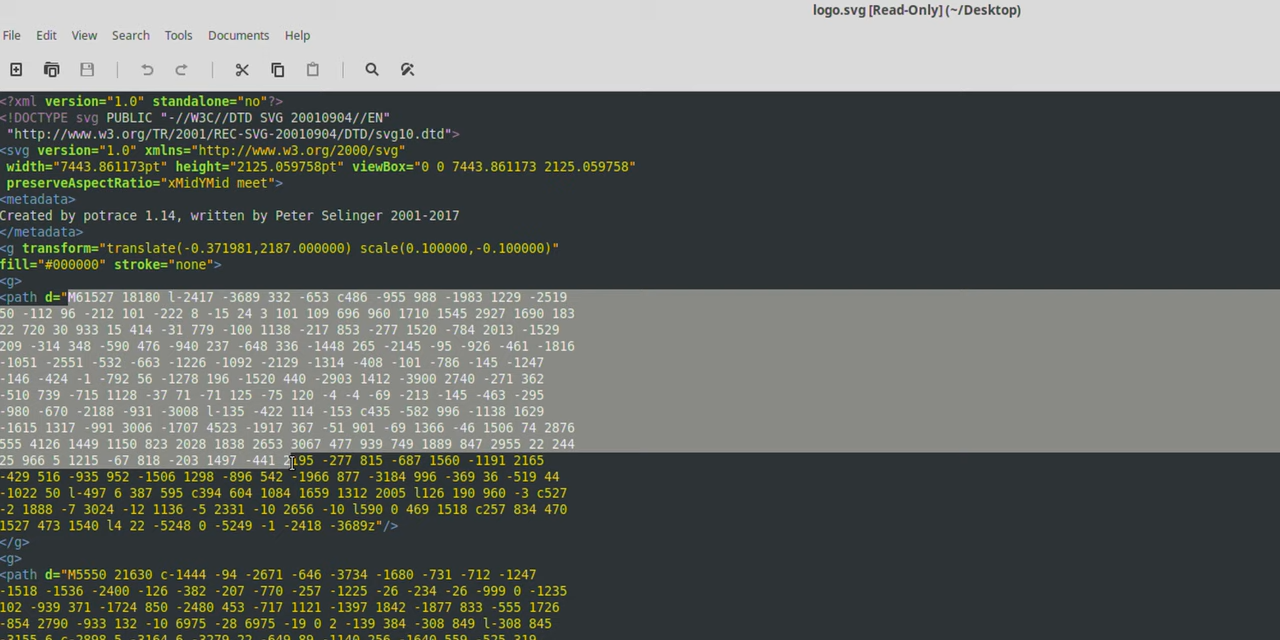 logo.svg [Read-Only] (~/Desktop)
File Edit View Search Tools Documents Help
<?xml version="1.0" standalone="no"?>
<!DOCTYPE svg PUBLIC "-//W3C//DTD SVG 20010904//EN"
"http://www.w3.org/TR/2001/REC-SVG-20010904/DTD/svg10.dtd">
<svg version="1.0" xmlns="http://www.w3.org/2000/svg"
width="7443.861173pt" height="2125.059758pt" viewBox="0 0 7443.861173 2125.059758"
preserveAspectRatio="xMidYMid meet">
<metadata>
Created by potrace 1.14, written by Peter Selinger 2001-2017
</metadata>
<g transform="translate(-0.371981,2187.000000) scale(0.100000,-0.100000)"
fill="#000000" stroke="none">
<g>
<path d="M61527 18180 l-2417 -3689 332 -653 c486 -955 988 -1983 1229 -2519
50 -112 96 -212 101 -222 8 -15 24 3 101 109 696 960 1710 1545 2927 1690 183
22 720 30 933 15 414 -31 779 -100 1138 -217 853 -277 1520 -784 2013 -1529
209 -314 348 -590 476 -940 237 -648 336 -1448 265 -2145 -95 -926 -461 -1816
-1051 -2551 -532 -663 -1226 -1092 -2129 -1314 -408 -101 -786 -145 -1247
-146 -424 -1 -792 56 -1278 196 -1520 440 -2903 1412 -3900 2740 -271 362
-510 739 -715 1128 -37 71 -71 125 -75 120 -4 -4 -69 -213 -145 -463 -295
-980 -670 -2188 -931 -3008 l-135 -422 114 -153 c435 -582 996 -1138 1629
-1615 1317 -991 3006 -1707 4523 -1917 367 -51 901 -69 1366 -46 1506 74 2876
555 4126 1449 1150 823 2028 1838 2653 3067 477 939 749 1889 847 2955 22 244
25 966 5 1215 -67 818 -203 1497 -441 2195 -277 815 -687 1560 -1191 2165
-429 516 -935 952 -1506 1298 -896 542 -1966 877 -3184 996 -369 36 -519 44
-1022 50 l-497 6 387 595 c394 604 1084 1659 1312 2005 l126 190 960 -3 c527
-2 1888 -7 3024 -12 1136 -5 2331 -10 2656 -10 l590 0 469 1518 c257 834 470
1527 473 1540 l4 22 -5248 0 -5249 -1 -2418 -3689z"/>
</g>
<g>
<path d="M5550 21630 c-1444 -94 -2671 -646 -3734 -1680 -731 -712 -1247
-1518 -1536 -2400 -126 -382 -207 -770 -257 -1225 -26 -234 -26 -999 0 -1235
102 -939 371 -1724 850 -2480 453 -717 1121 -1397 1842 -1877 833 -555 1726
-854 2790 -933 132 -10 6975 -28 6975 -19 0 2 -139 384 -308 849 l-308 845
-3155 6 c-2898 5 -3164 6 -3279 22 -649 89 -1140 256 -1640 559 -525 319